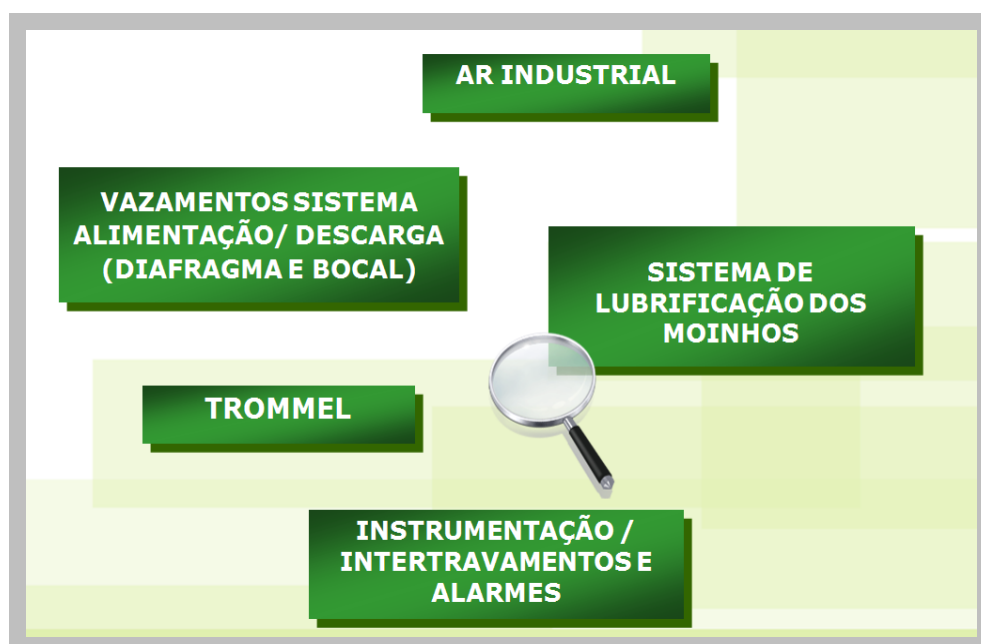 AR INDUSTRIAL
VAZAMENTOS SISTEMA
ALIMENTAÇÃO/ DESCARGA
(DIAFRAGMA E BOCAL)
SISTEMA DE
LUBRIFICAÇÃO DOS
MOINHOS
TROMMEL
INSTRUMENTAÇÃO /
INTERTRAVAMENTOS E
ALARMES